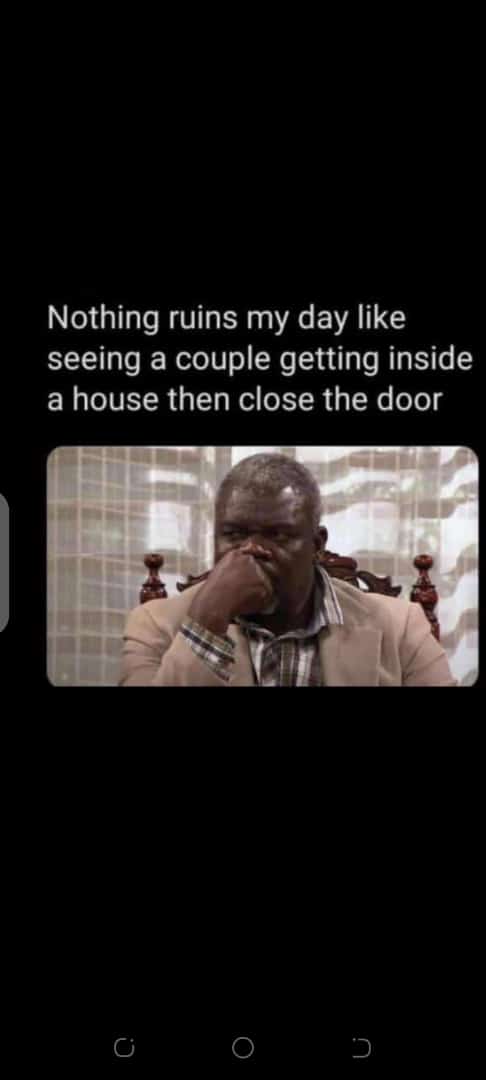 Nothing ruins my day like
seeing a couple getting inside
a house then close the door